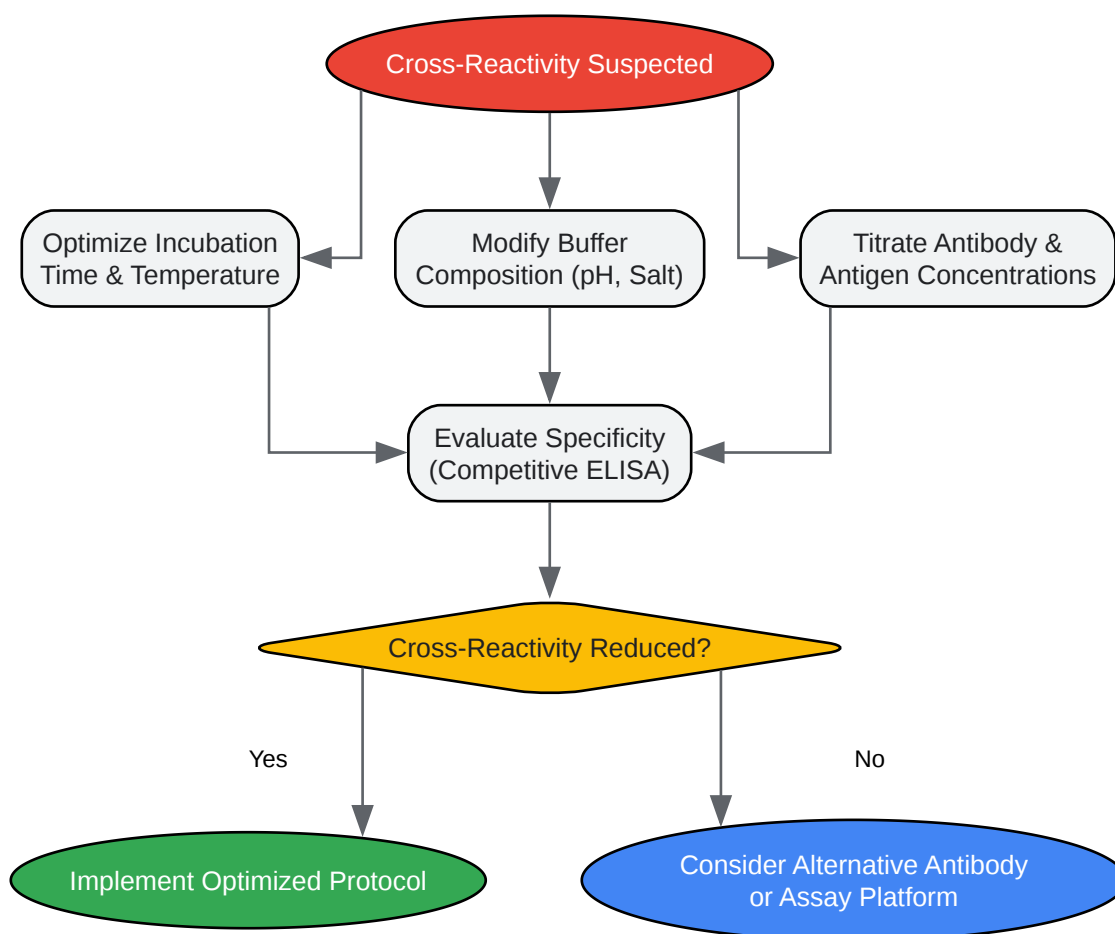 Cross-Reactivity Suspected
Optimize Incubation
Time & Temperature
Modify Buffer
Composition (pH, Salt)
Titrate Antibody &
Antigen Concentrations
Evaluate Specificity
(Competitive ELISA)
Cross-Reactivity Reduced?
Yes
No
Implement Optimized Protocol
Consider Alternative Antibody
or Assay Platform